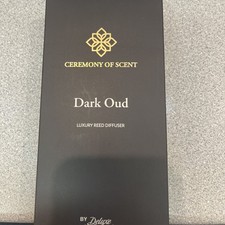 CEREMONY OF SCENT
Dark Oud
LUXURY REED DIFFUSER
BY Deluxe